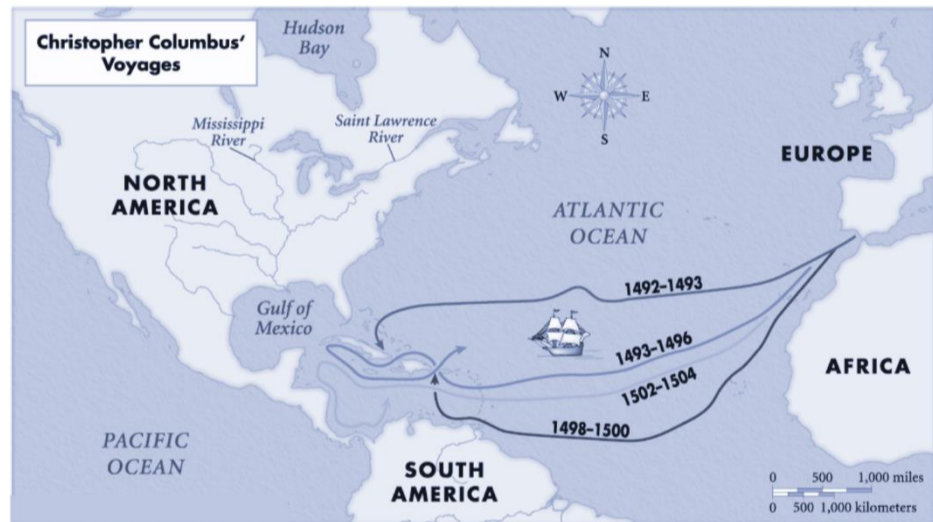 Christopher Columbus'
Voyages
Hudson
Bay
N
W
E
S
Mississippi
River
Saint Lawrence
River
EUROPE
NORTH
AMERICA
ATLANTIC
OCEAN
1492–1493
Gulf of
Mexico
1493–1496
AFRICA
1502–1504
1498–1500
PACIFIC
OCEAN
SOUTH
AMERICA
0 500 1,000 miles
0 500 1,000 kilometers